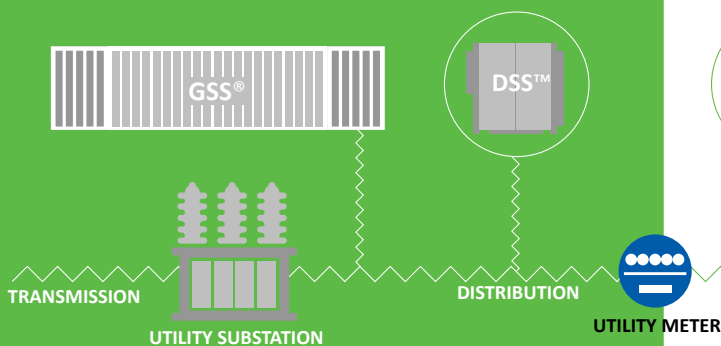 GSS®
DSS™
TRANSMISSION
DISTRIBUTION
UTILITY SUBSTATION
UTILITY METER